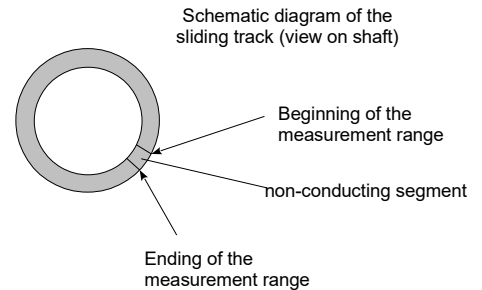 Schematic diagram of the
sliding track (view on shaft)
Beginning of the
measurement range
non-conducting segment
Ending of the
measurement range